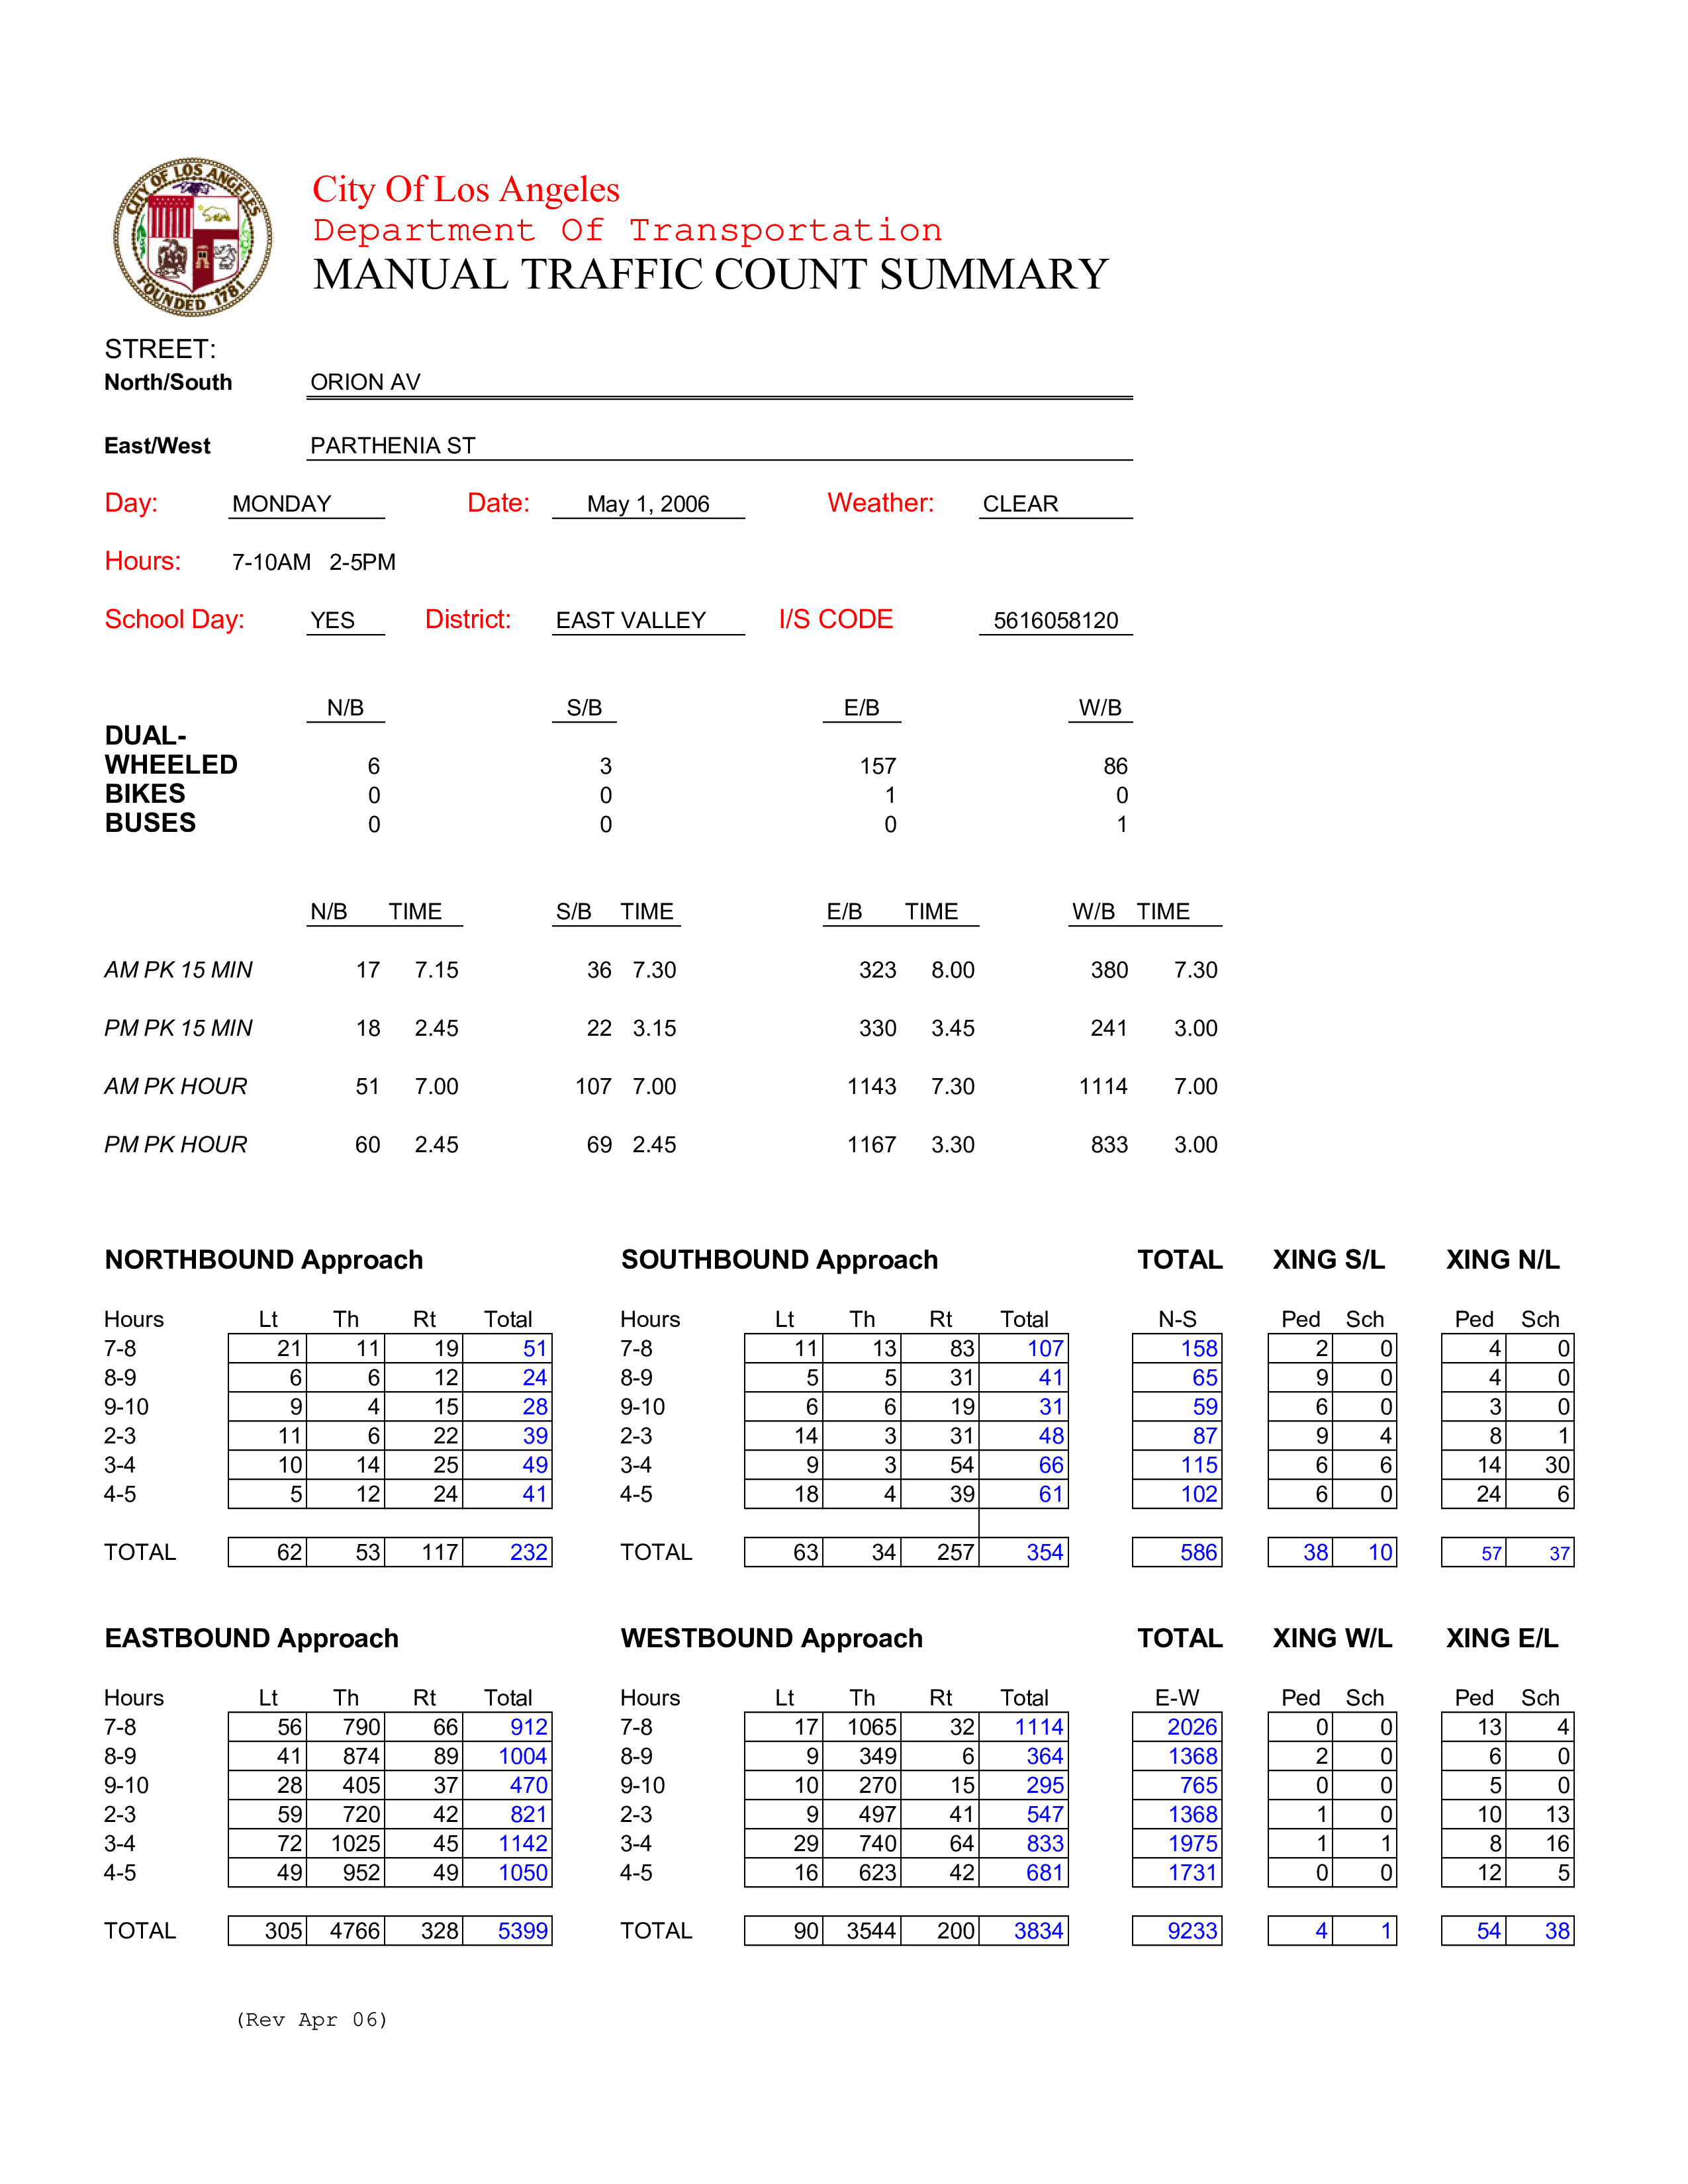 CITY OF LOS ANGELES
FOUNDED 1781
City Of Los Angeles
Department Of Transportation
MANUAL TRAFFIC COUNT SUMMARY
STREET:
North/South ORION AV
East/West PARTHENIA ST
Day: MONDAY Date: May 1, 2006 Weather: CLEAR
Hours: 7-10AM 2-5PM
School Day: YES District: EAST VALLEY I/S CODE 5616058120
N/B S/B E/B W/B
DUAL-
WHEELED 6 3 157 86
BIKES 0 0 1 0
BUSES 0 0 0 1
N/B TIME S/B TIME E/B TIME W/B TIME
AM PK 15 MIN 17 7.15 36 7.30 323 8.00 380 7.30
PM PK 15 MIN 18 2.45 22 3.15 330 3.45 241 3.00
AM PK HOUR 51 7.00 107 7.00 1143 7.30 1114 7.00
PM PK HOUR 60 2.45 69 2.45 1167 3.30 833 3.00
NORTHBOUND Approach SOUTHBOUND Approach TOTAL XING S/L XING N/L
Hours Lt Th Rt Total Hours Lt Th Rt Total N-S Ped Sch Ped Sch
7-8 21 11 19 51 7-8 11 13 83 107 158 2 0 4 0
8-9 6 6 12 24 8-9 5 5 31 41 65 9 0 4 0
9-10 9 4 15 28 9-10 6 6 19 31 59 6 0 3 0
2-3 11 6 22 39 2-3 14 3 31 48 87 9 4 8 1
3-4 10 14 25 49 3-4 9 3 54 66 115 6 6 14 30
4-5 5 12 24 41 4-5 18 4 39 61 102 6 0 24 6
TOTAL 62 53 117 232 TOTAL 63 34 257 354 586 38 10 57 37
EASTBOUND Approach WESTBOUND Approach TOTAL XING W/L XING E/L
Hours Lt Th Rt Total Hours Lt Th Rt Total E-W Ped Sch Ped Sch
7-8 56 790 66 912 7-8 17 1065 32 1114 2026 0 0 13 4
8-9 41 874 89 1004 8-9 9 349 6 364 1368 2 0 6 0
9-10 28 405 37 470 9-10 10 270 15 295 765 0 0 5 0
2-3 59 720 42 821 2-3 9 497 41 547 1368 1 0 10 13
3-4 72 1025 45 1142 3-4 29 740 64 833 1975 1 1 8 16
4-5 49 952 49 1050 4-5 16 623 42 681 1731 0 0 12 5
TOTAL 305 4766 328 5399 TOTAL 90 3544 200 3834 9233 4 1 54 38
(Rev Apr 06)